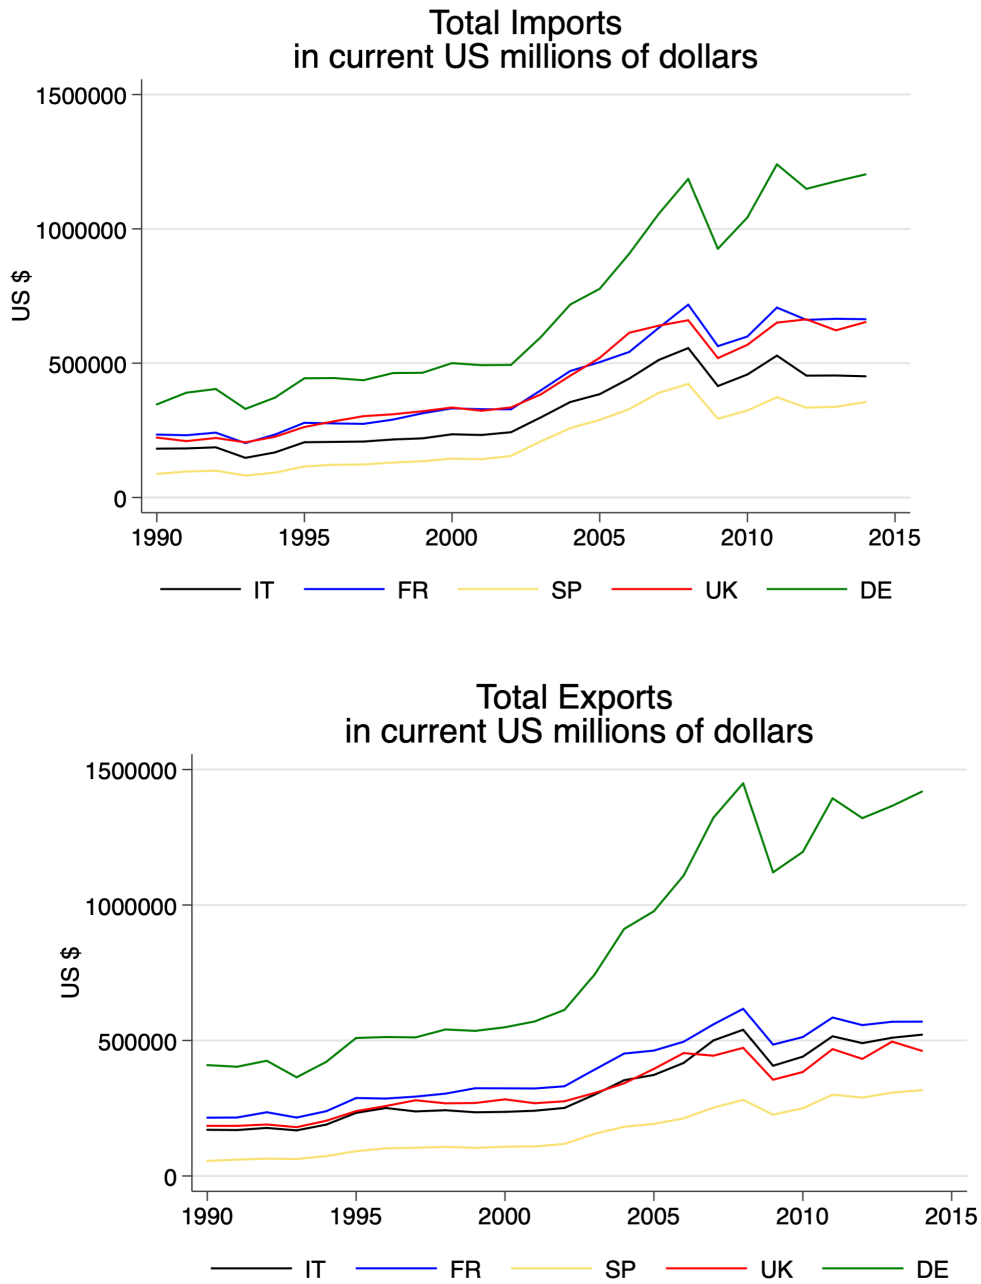 Total Imports
in current US millions of dollars
US $
1500000
1000000
500000
0
1990 1995 2000 2005 2010 2015
IT FR SP UK DE
Total Exports
in current US millions of dollars
US $
1500000
1000000
500000
0
1990 1995 2000 2005 2010 2015
IT FR SP UK DE